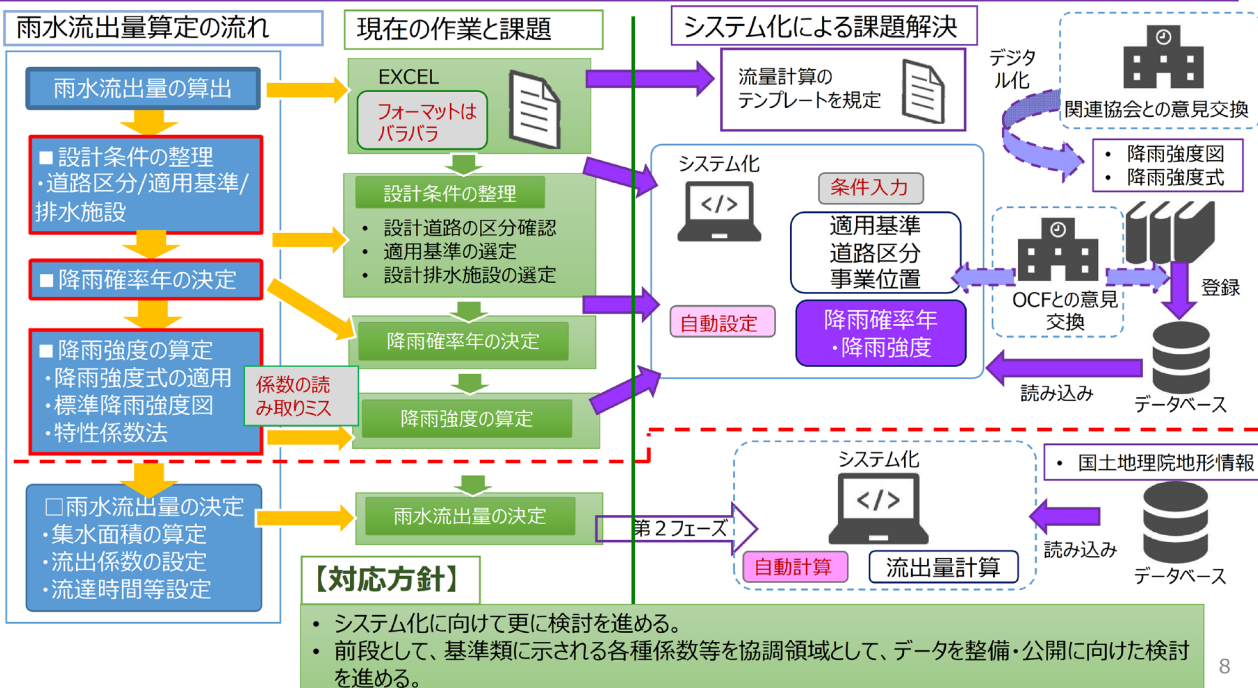 雨水流出量算定の流れ
雨水流出量の算出
■設計条件の整理
・道路区分/適用基準/
排水施設
■降雨確率年の決定
■降雨強度の算定
・降雨強度式の適用
・標準降雨強度図
・特性係数法
□雨水流出量の決定
・集水面積の算定
・流出係数の設定
・流達時間等設定
現在の作業と課題
EXCEL
フォーマットは
バラバラ
設計条件の整理
• 設計道路の区分確認
• 適用基準の選定
• 設計排水施設の選定
降雨確率年の決定
係数の読
み取りミス
降雨強度の算定
雨水流出量の決定
システム化による課題解決
流量計算の
テンプレートを規定
デジタ
ル化
関連協会との意見交換
• 降雨強度図
• 降雨強度式
システム化
</>
条件入力
適用基準
道路区分
事業位置
自動設定
降雨確率年
・降雨強度
OCFとの意見
交換
登録
読み込み
データベース
第2フェーズ
システム化
</>
自動計算
流出量計算
• 国土地理院地形情報
読み込み
データベース
【対応方針】
• システム化に向けて更に検討を進める。
• 前段として、基準類に示される各種係数等を協調領域として、データを整備・公開に向けた検討
を進める。
8